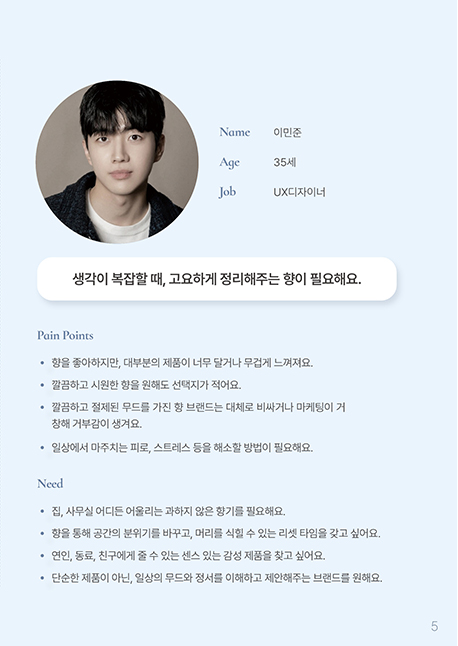 Name 이민준
Age 35세
Job UX디자이너
생각이 복잡할 때, 고요하게 정리해주는 향이 필요해요.
Pain Points
• 향을 좋아하지만, 대부분의 제품이 너무 달거나 무겁게 느껴져요.
• 깔끔하고 시원한 향을 원해도 선택지가 적어요.
• 깔끔하고 절제된 무드를 가진 향 브랜드는 대체로 비싸거나 마케팅이 거
창해 거부감이 생겨요.
• 일상에서 마주치는 피로, 스트레스 등을 해소할 방법이 필요해요.
Need
• 집, 사무실 어디든 어울리는 과하지 않은 향기를 필요해요.
• 향을 통해 공간의 분위기를 바꾸고, 머리를 식힐 수 있는 리셋 타임을 갖고 싶어요.
• 연인, 동료, 친구에게 줄 수 있는 센스 있는 감성 제품을 찾고 싶어요.
• 단순한 제품이 아닌, 일상의 무드와 정서를 이해하고 제안해주는 브랜드를 원해요.
5